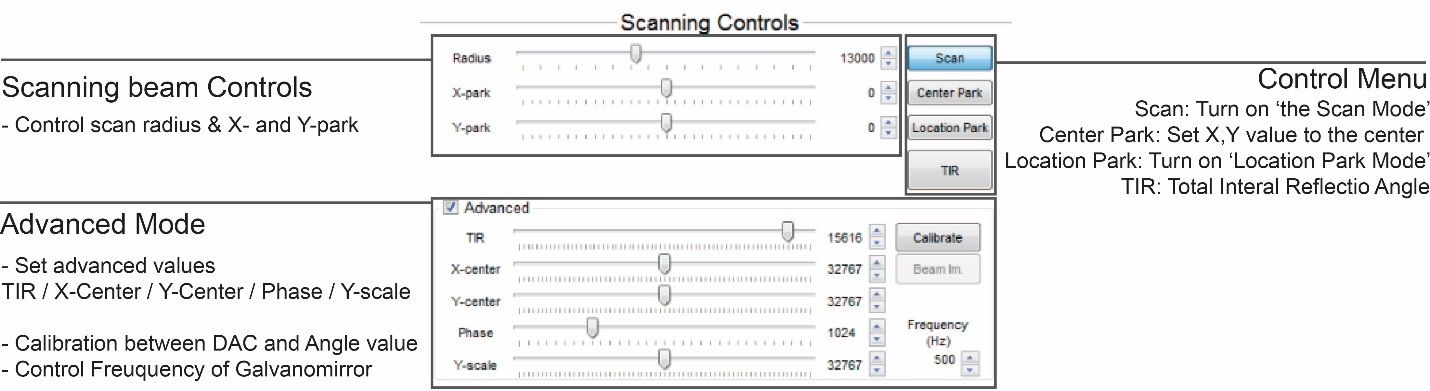 Scanning Controls
Scanning beam Controls
- Control scan radius & X- and Y-park
Radius 13000
X-park 0
Y-park 0
Scan
Center Park
Location Park
TIR
Control Menu
Scan: Turn on ‘the Scan Mode’
Center Park: Set X,Y value to the center
Location Park: Turn on ‘Location Park Mode’
TIR: Total Interal Reflectio Angle
Advanced Mode
- Set advanced values
TIR / X-Center / Y-Center / Phase / Y-scale
- Calibration between DAC and Angle value
- Control Freuquency of Galvanomirror
Advanced
TIR 15616
X-center 32767
Y-center 32767
Phase 1024
Y-scale 32767
Calibrate
Beam Im.
Frequency
(Hz)
500